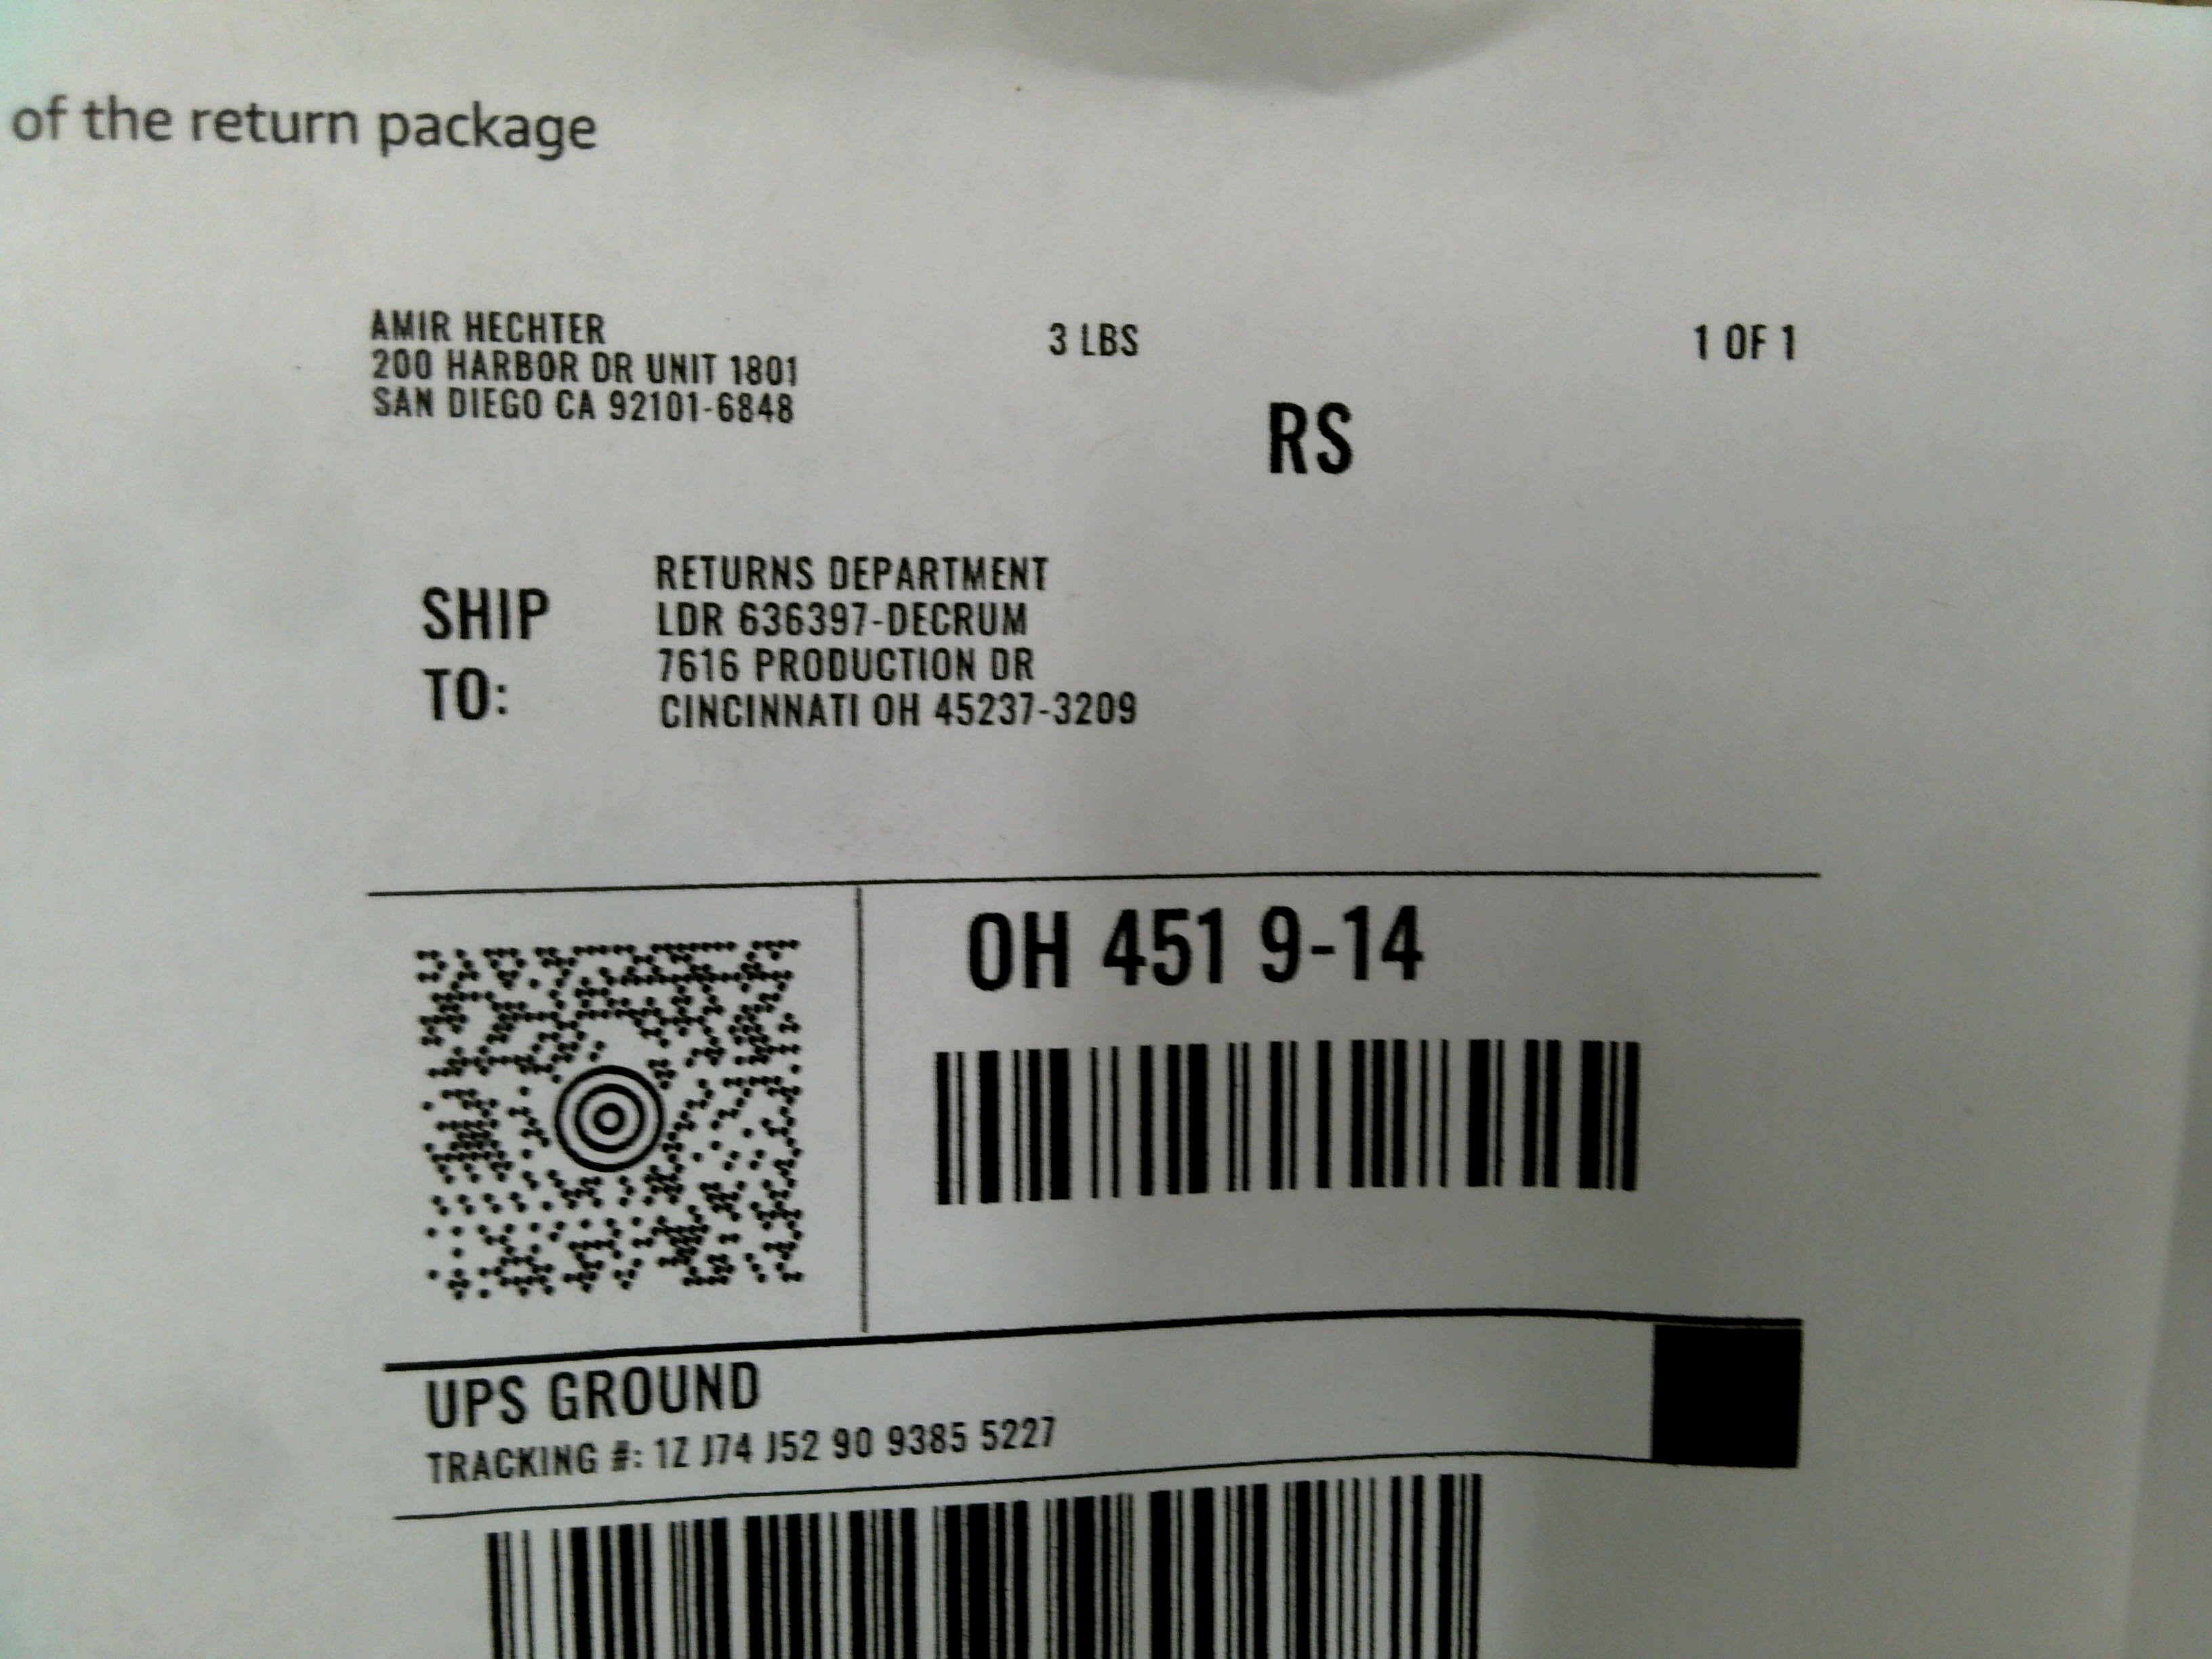 of the return package
AMIR HECHTER
200 HARBOR DR UNIT 1801
SAN DIEGO CA 92101-6848
3 LBS
1 OF 1
RS
SHIP
TO:
RETURNS DEPARTMENT
LDR 636397-DECRUM
7616 PRODUCTION DR
CINCINNATI OH 45237-3209
OH 451 9-14
UPS GROUND
TRACKING #: 1Z J74 J52 90 9385 5227